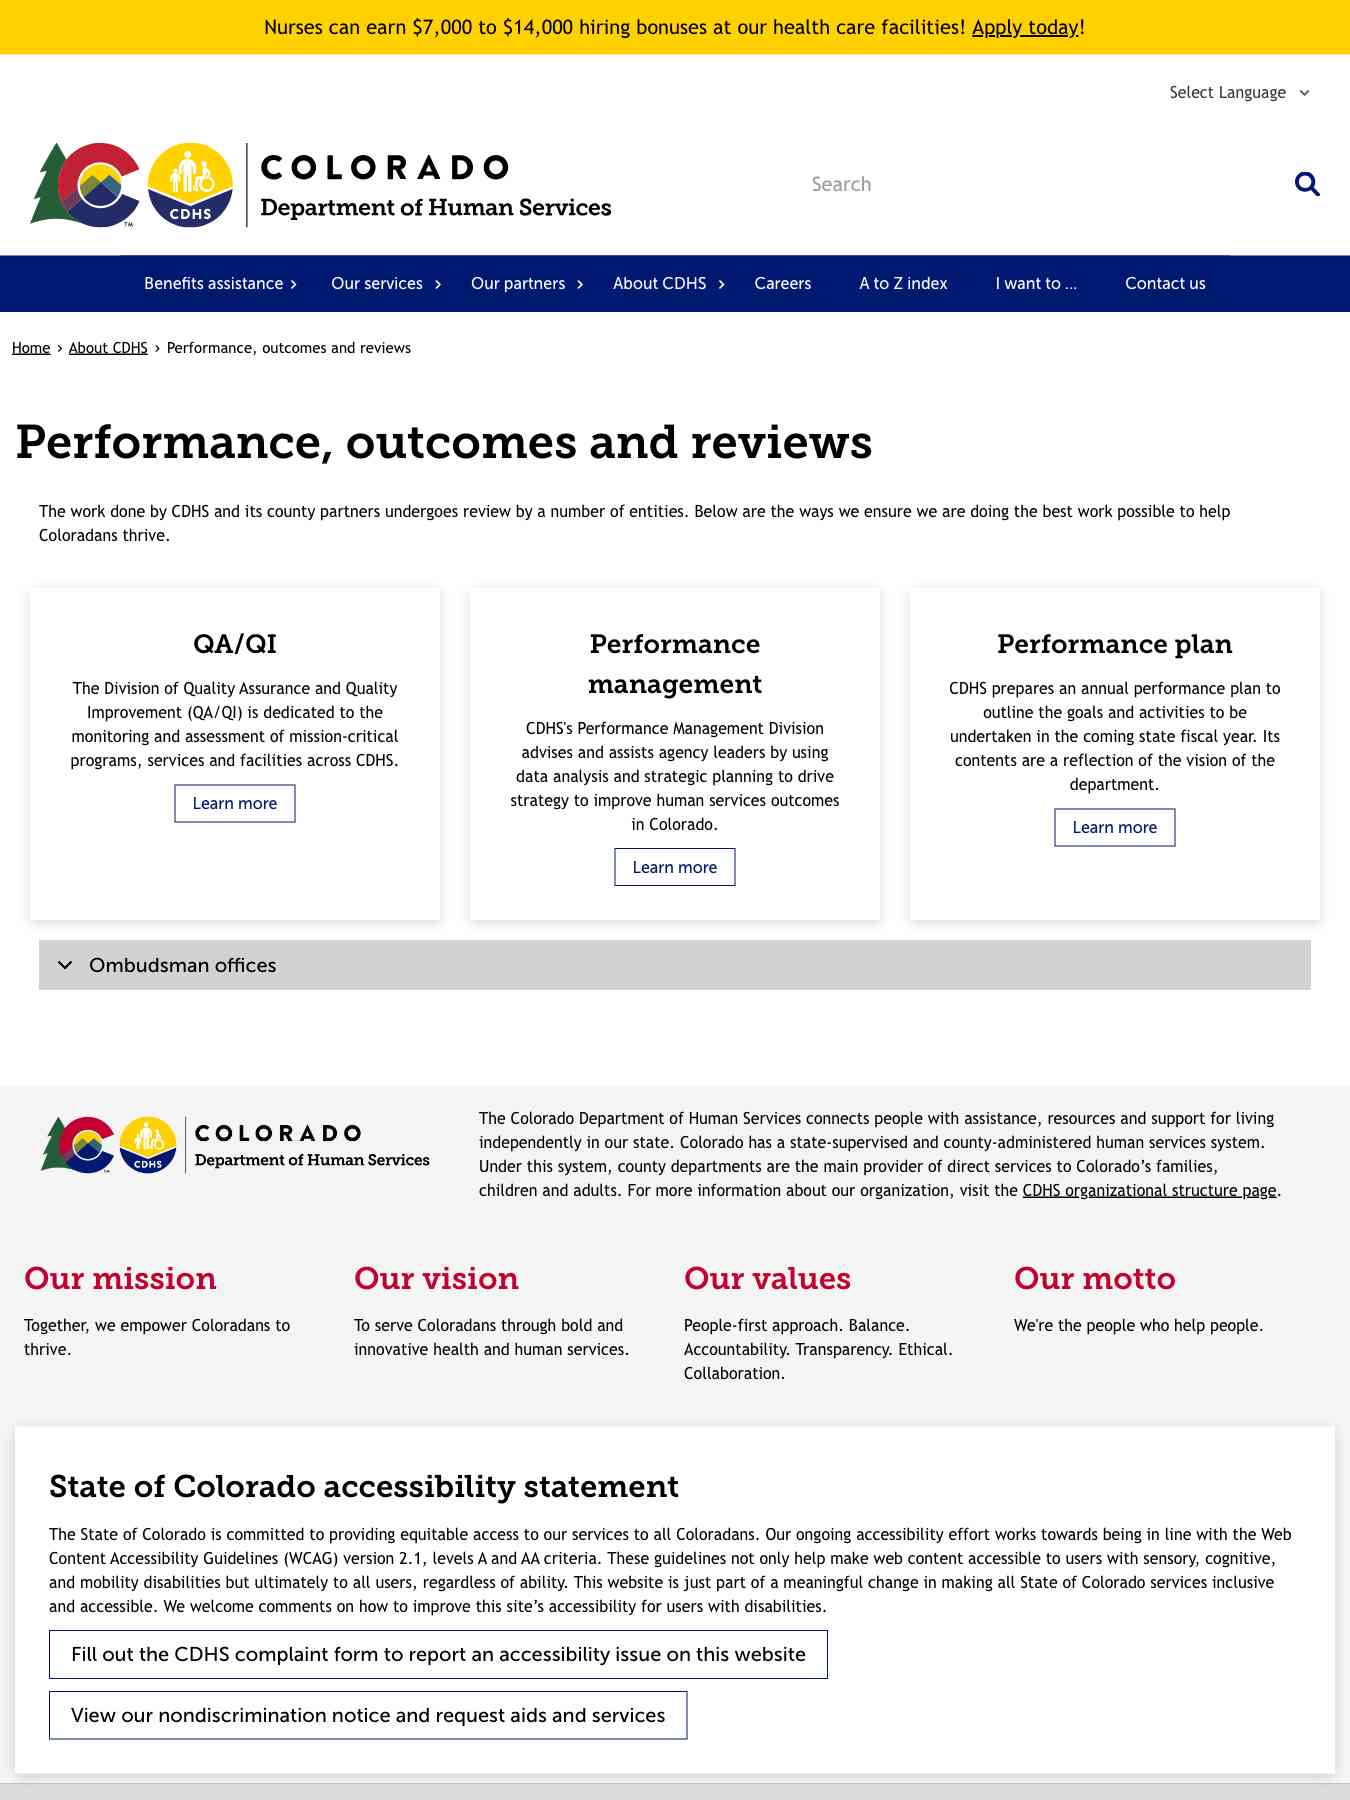 Nurses can earn $7,000 to $14,000 hiring bonuses at our health care facilities! Apply today!
Select Language
COLORADO
Department of Human Services
CDHS
TM
Search
Benefits assistance › Our services › Our partners › About CDHS › Careers A to Z index I want to ... Contact us
Home › About CDHS › Performance, outcomes and reviews
Performance, outcomes and reviews
The work done by CDHS and its county partners undergoes review by a number of entities. Below are the ways we ensure we are doing the best work possible to help
Coloradans thrive.
QA/QI
The Division of Quality Assurance and Quality
Improvement (QA/QI) is dedicated to the
monitoring and assessment of mission-critical
programs, services and facilities across CDHS.
Learn more
Performance
management
CDHS's Performance Management Division
advises and assists agency leaders by using
data analysis and strategic planning to drive
strategy to improve human services outcomes
in Colorado.
Learn more
Performance plan
CDHS prepares an annual performance plan to
outline the goals and activities to be
undertaken in the coming state fiscal year. Its
contents are a reflection of the vision of the
department.
Learn more
Ombudsman offices
COLORADO
Department of Human Services
CDHS
The Colorado Department of Human Services connects people with assistance, resources and support for living
independently in our state. Colorado has a state-supervised and county-administered human services system.
Under this system, county departments are the main provider of direct services to Colorado’s families,
children and adults. For more information about our organization, visit the CDHS organizational structure page.
Our mission
Together, we empower Coloradans to
thrive.
Our vision
To serve Coloradans through bold and
innovative health and human services.
Our values
People-first approach. Balance.
Accountability. Transparency. Ethical.
Collaboration.
Our motto
We're the people who help people.
State of Colorado accessibility statement
The State of Colorado is committed to providing equitable access to our services to all Coloradans. Our ongoing accessibility effort works towards being in line with the Web
Content Accessibility Guidelines (WCAG) version 2.1, levels A and AA criteria. These guidelines not only help make web content accessible to users with sensory, cognitive,
and mobility disabilities but ultimately to all users, regardless of ability. This website is just part of a meaningful change in making all State of Colorado services inclusive
and accessible. We welcome comments on how to improve this site’s accessibility for users with disabilities.
Fill out the CDHS complaint form to report an accessibility issue on this website
View our nondiscrimination notice and request aids and services